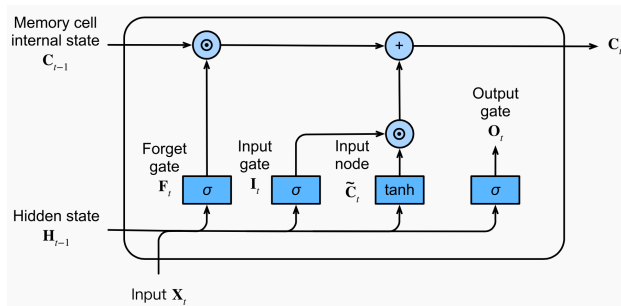 Memory cell
internal state
C_{t−1}
+
C_t
Output
gate
O_t
Forget
gate
F_t
Input
gate
I_t
Input
node
C̃_t
σ
σ
tanh
σ
Hidden state
H_{t−1}
Input X_t